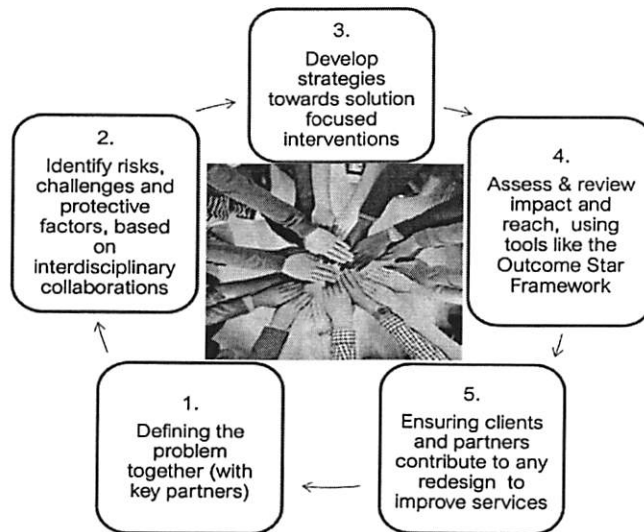 1.
Defining the
problem
together (with
key partners)
2.
Identify risks,
challenges and
protective
factors, based
on
interdisciplinary
collaborations
3.
Develop
strategies
towards solution
focused
interventions
4.
Assess & review
impact and
reach, using
tools like the
Outcome Star
Framework
5.
Ensuring clients
and partners
contribute to any
redesign to
improve services